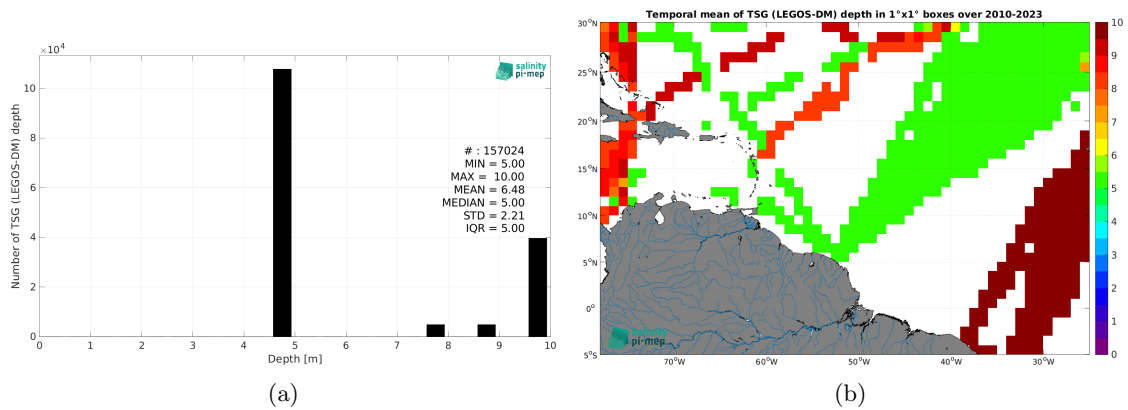 ×10⁴
10
8
6
4
2
0
Number of TSG (LEGOS-DM) depth
salinity
pi-mep
# : 157024
MIN = 5.00
MAX = 10.00
MEAN = 6.48
MEDIAN = 5.00
STD = 2.21
IQR = 5.00
0 1 2 3 4 5 6 7 8 9 10
Depth [m]
(a)
Temporal mean of TSG (LEGOS-DM) depth in 1°x1° boxes over 2010-2023
30°N
25°N
20°N
15°N
10°N
5°N
0°
5°S
70°W 60°W 50°W 40°W 30°W
salinity
pi-mep
10
9
8
7
6
5
4
3
2
1
0
(b)